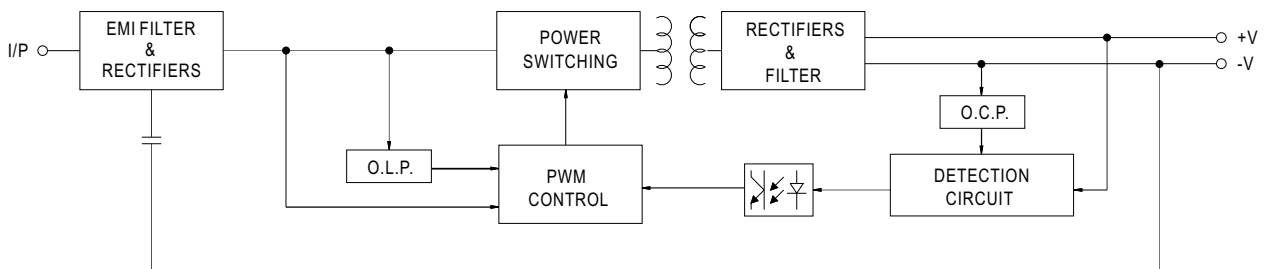 I/P
EMI FILTER
&
RECTIFIERS
POWER
SWITCHING
RECTIFIERS
&
FILTER
+V
-V
O.C.P.
O.L.P.
PWM
CONTROL
DETECTION
CIRCUIT